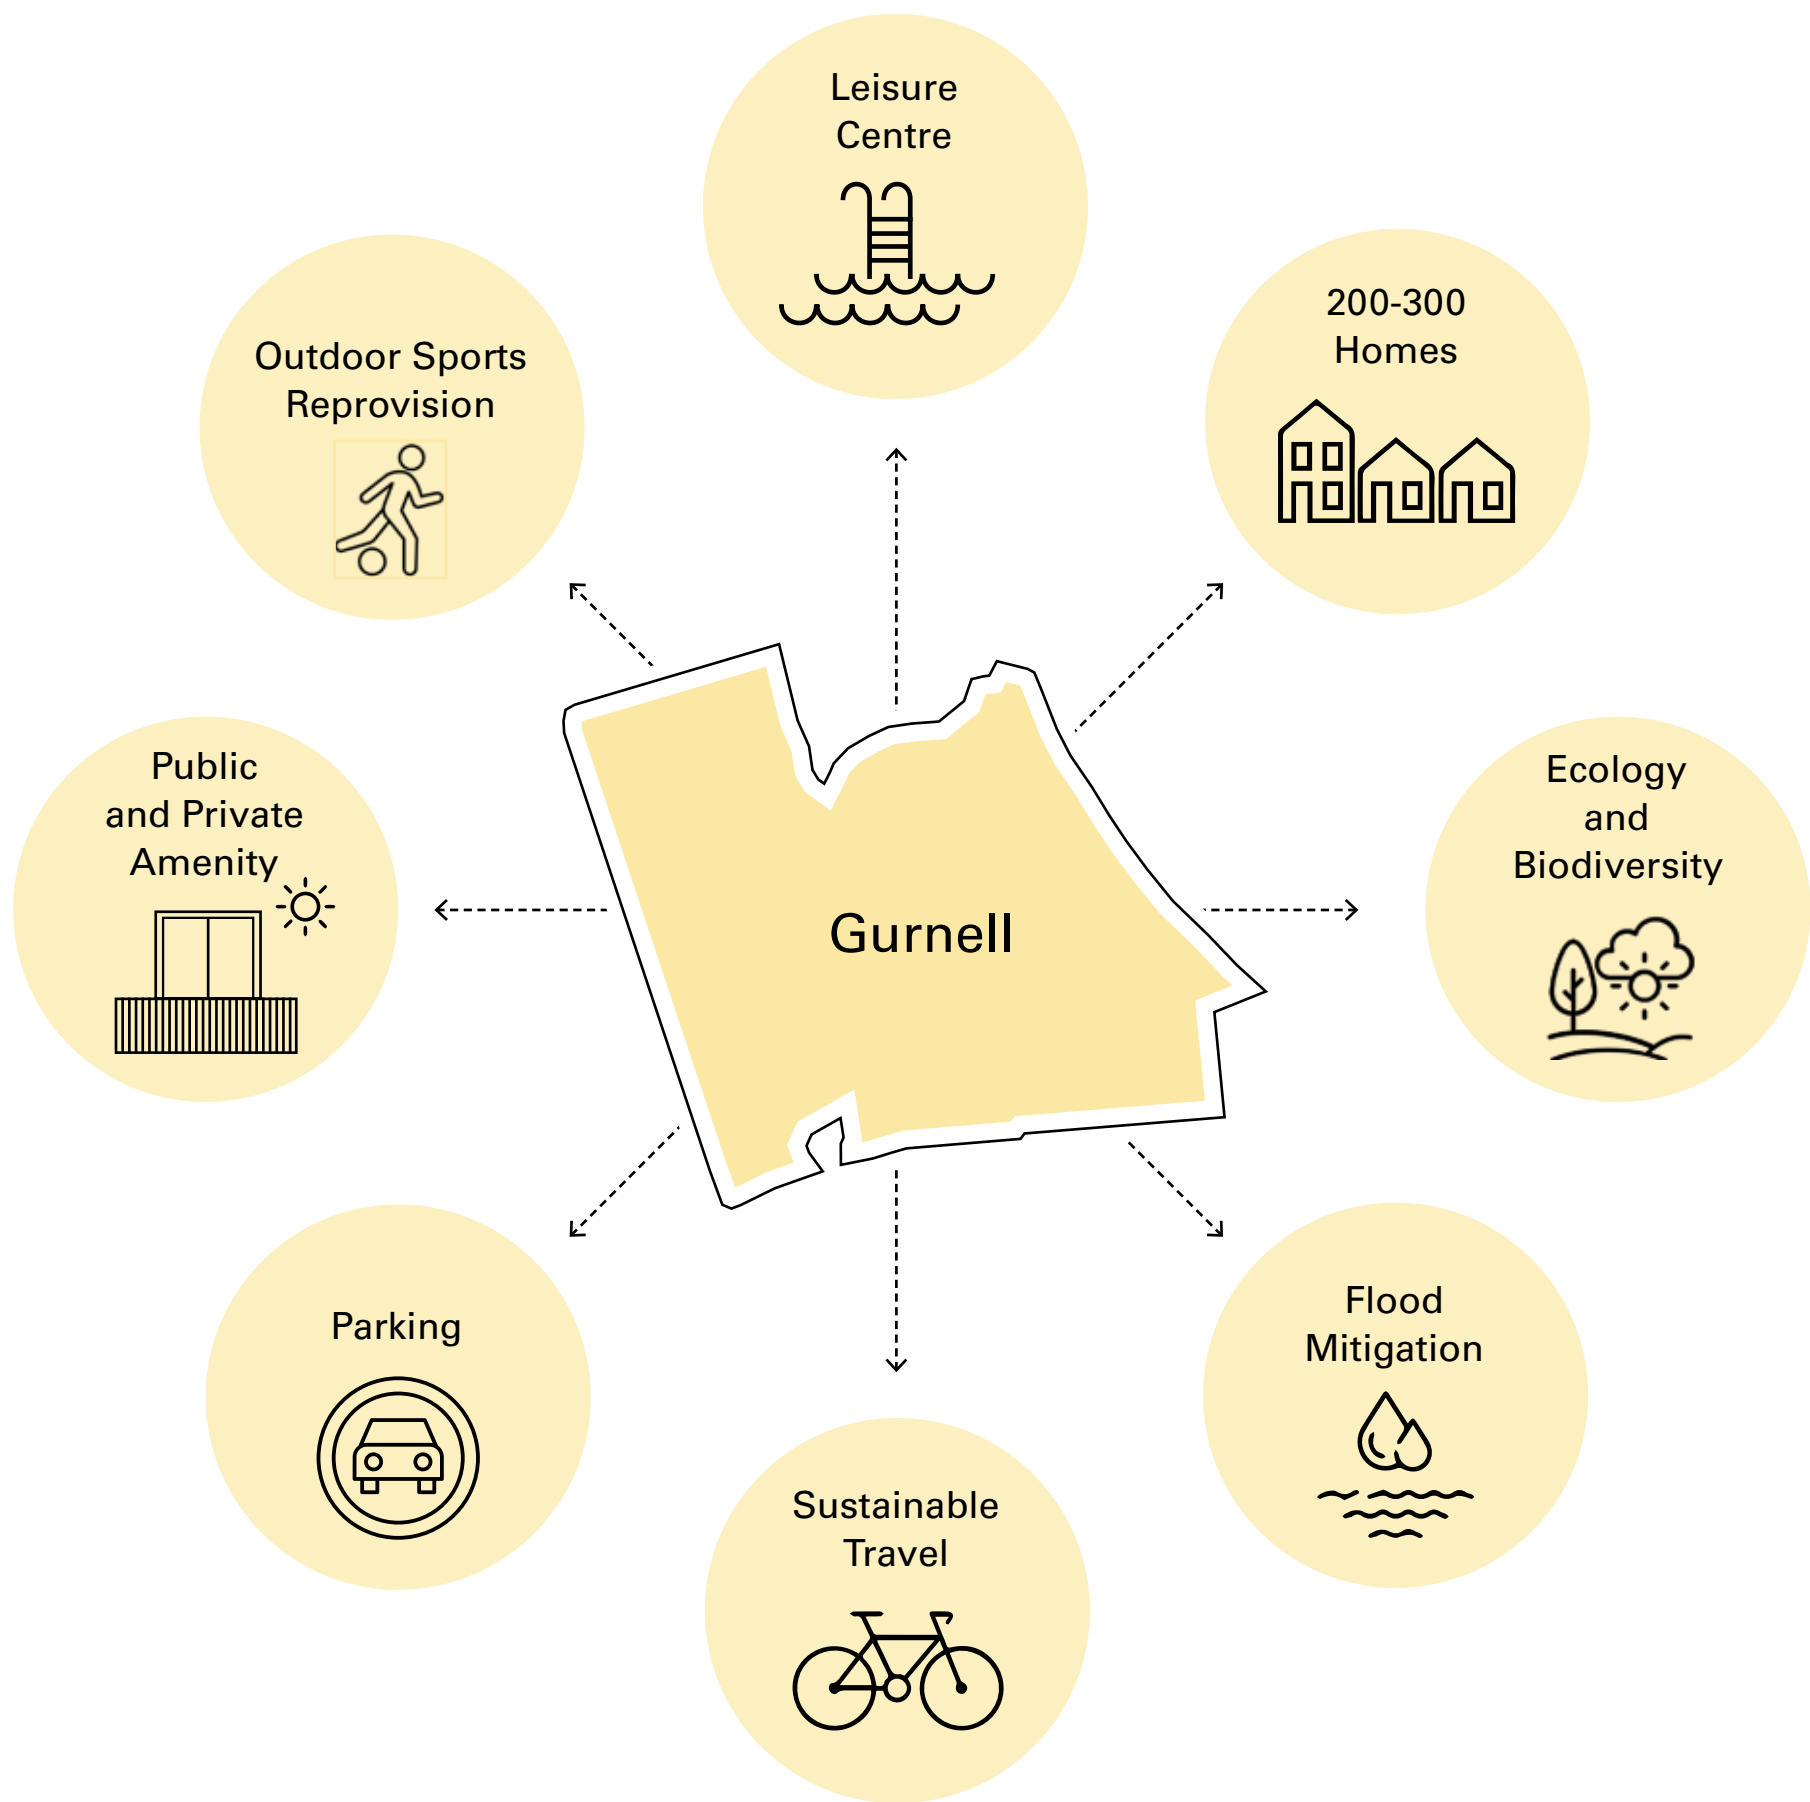 Leisure
Centre
200-300
Homes
Outdoor Sports
Reprovision
Public
and Private
Amenity
Ecology
and
Biodiversity
Gurnell
Parking
Flood
Mitigation
Sustainable
Travel